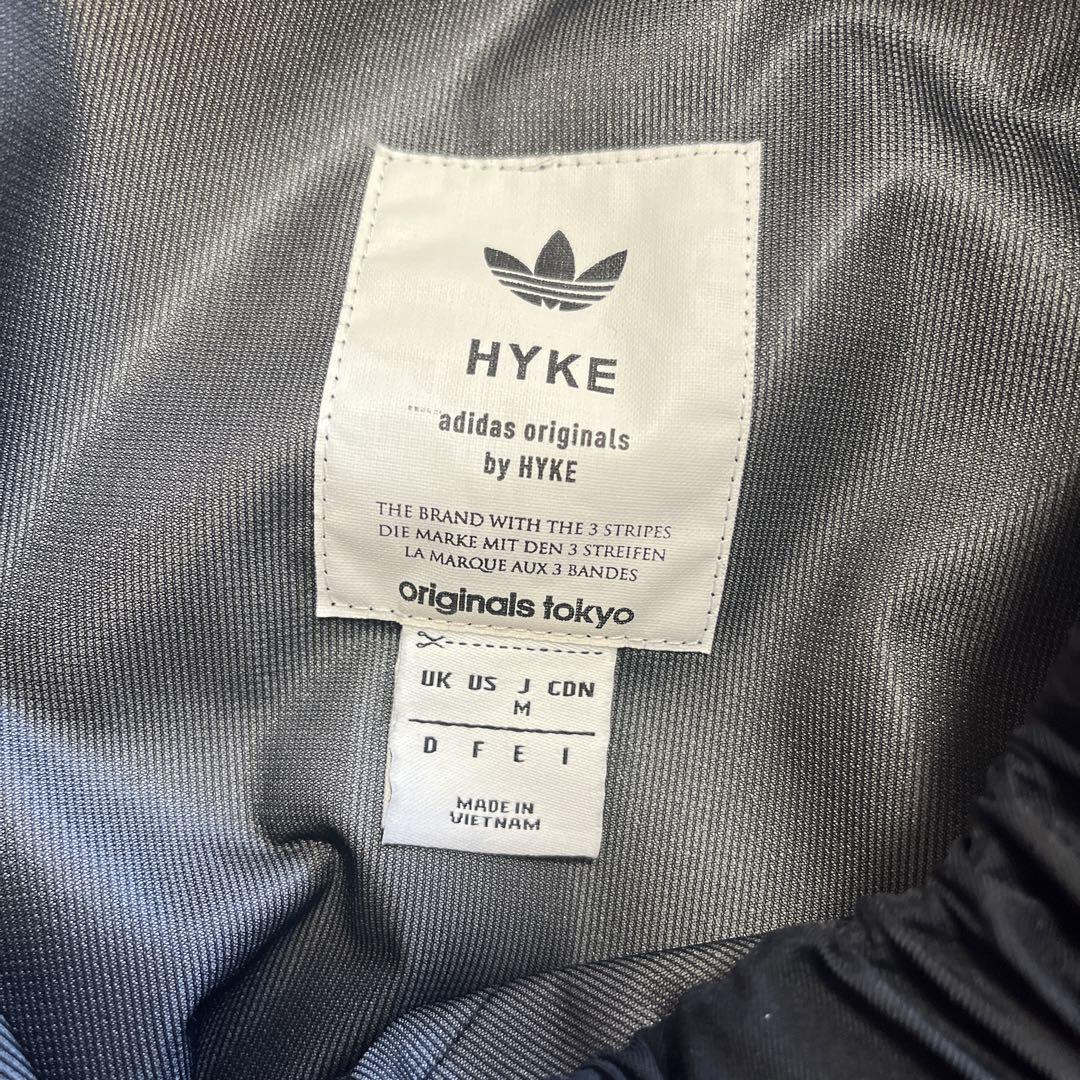 HYKE
adidas originals
by HYKE
THE BRAND WITH THE 3 STRIPES
DIE MARKE MIT DEN 3 STREIFEN
LA MARQUE AUX 3 BANDES
originals tokyo
UK US J CDN
M
D F E I
MADE IN
VIETNAM